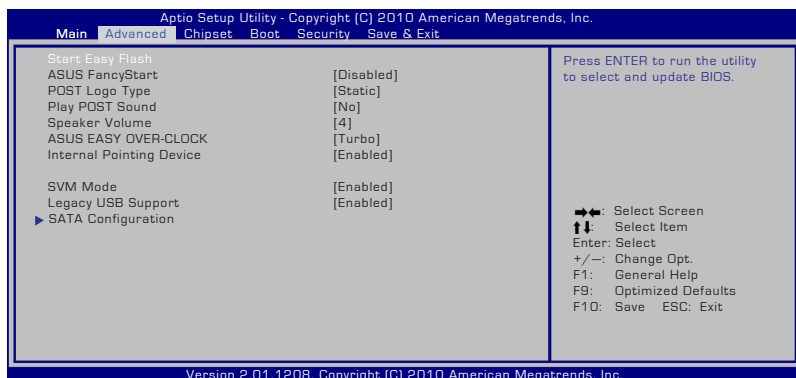 Aptio Setup Utility - Copyright (C) 2010 American Megatrends, Inc.
Main Advanced Chipset Boot Security Save & Exit
Start Easy Flash
ASUS FancyStart [Disabled]
POST Logo Type [Static]
Play POST Sound [No]
Speaker Volume [4]
ASUS EASY OVER-CLOCK [Turbo]
Internal Pointing Device [Enabled]
SVM Mode [Enabled]
Legacy USB Support [Enabled]
SATA Configuration
Press ENTER to run the utility
to select and update BIOS.
→←: Select Screen
↑↓: Select Item
Enter: Select
+/—: Change Opt.
F1: General Help
F9: Optimized Defaults
F10: Save ESC: Exit
Version 2.01.1208. Copyright (C) 2010 American Megatrends, Inc.